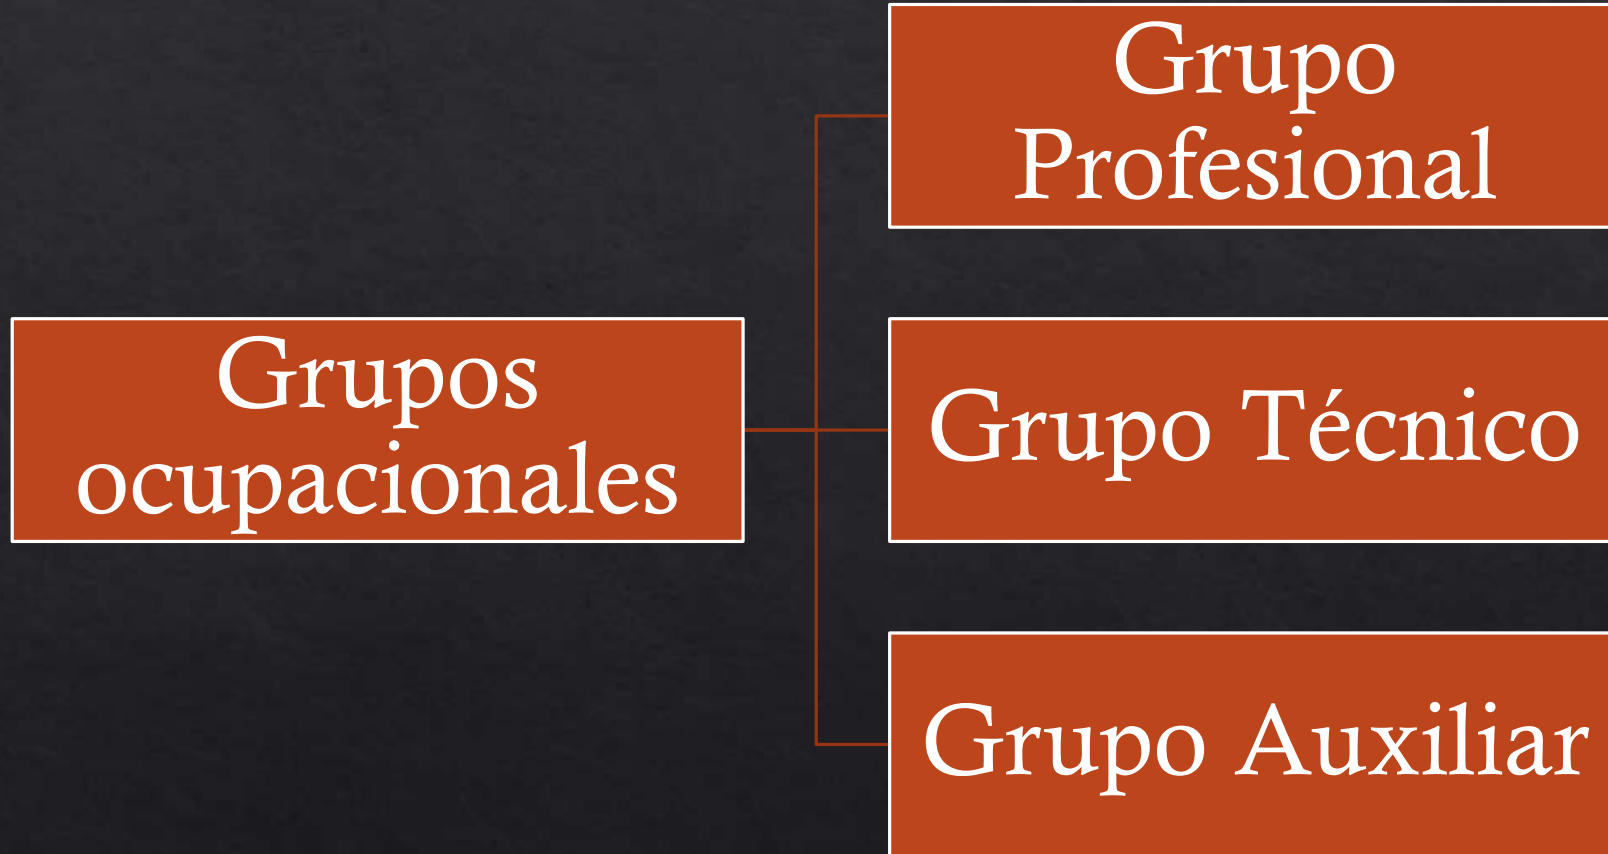 Grupos
ocupacionales
Grupo
Profesional
Grupo Técnico
Grupo Auxiliar